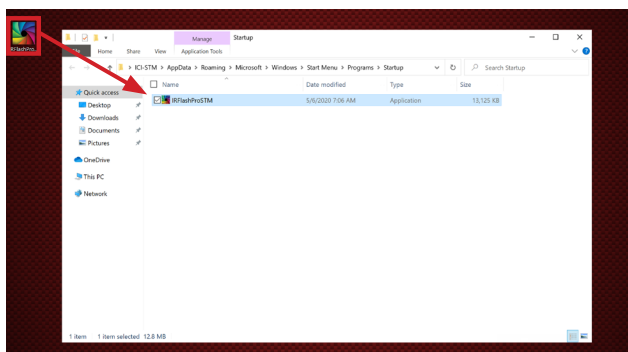 Manage
Startup
File
Home
Share
View
Application Tools
IRFlashPro...
ICI-STM > AppData > Roaming > Microsoft > Windows > Start Menu > Programs > Startup
Search Startup
Name
Date modified
Type
Size
Quick access
IRFlashProSTM
5/6/2020 7:06 AM
Application
13,125 KB
Desktop
Downloads
Documents
Pictures
OneDrive
This PC
Network
1 item
1 item selected 12.8 MB